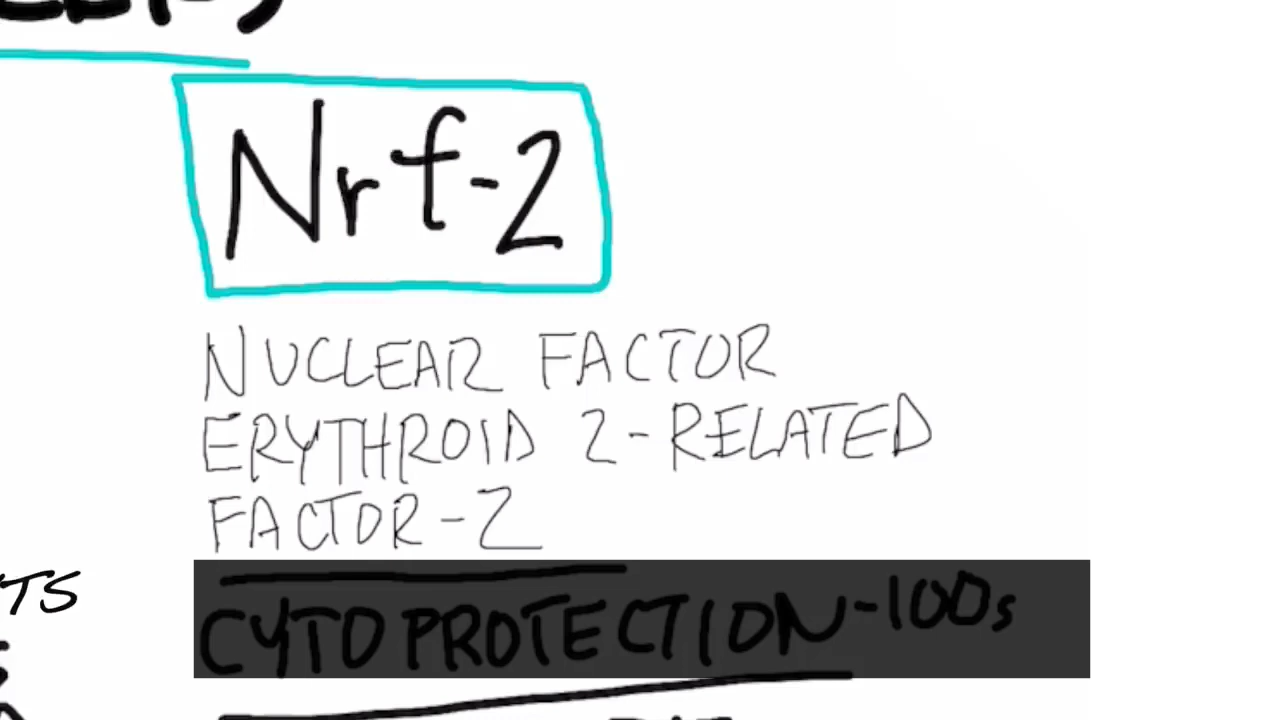 Nrf-2
NUCLEAR FACTOR
ERYTHROID 2-RELATED
FACTOR-2
CYTOPROTECTION-100s